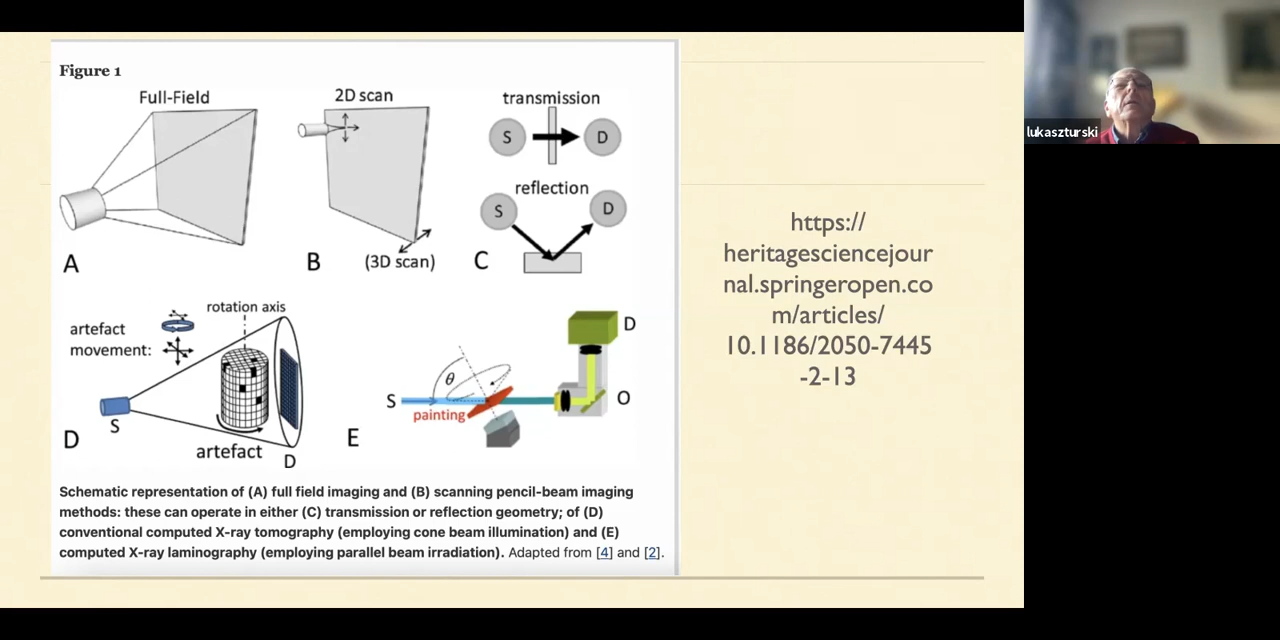 Figure 1
Full-Field
A
2D scan
B
(3D scan)
transmission
S
D
reflection
S
D
C
rotation axis
artefact
movement:
S
D
artefact
D
E
S
θ
painting
D
O
Schematic representation of (A) full field imaging and (B) scanning pencil-beam imaging
methods: these can operate in either (C) transmission or reflection geometry; of (D)
conventional computed X-ray tomography (employing cone beam illumination) and (E)
computed X-ray laminography (employing parallel beam irradiation). Adapted from [4] and [2].
https://
heritagesciencejour
nal.springeropen.co
m/articles/
10.1186/2050-7445
-2-13
lukaszturski